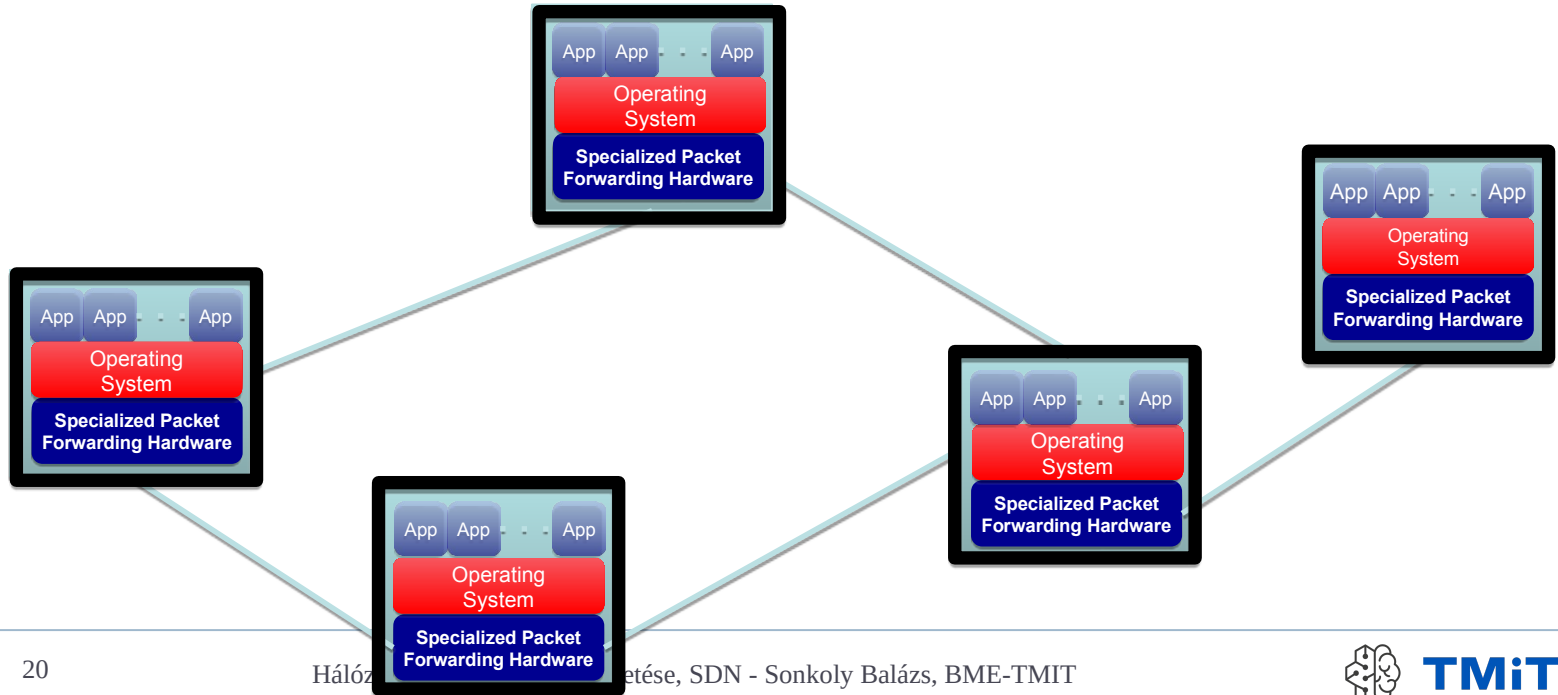 App App · · · App
Operating
System
Specialized Packet
Forwarding Hardware
App App · · · App
Operating
System
Specialized Packet
Forwarding Hardware
App App · · · App
Operating
System
Specialized Packet
Forwarding Hardware
App App · · · App
Operating
System
Specialized Packet
Forwarding Hardware
App App · · · App
Operating
System
Specialized Packet
Forwarding Hardware
20
Hálóz etése, SDN - Sonkoly Balázs, BME-TMIT
TMiT